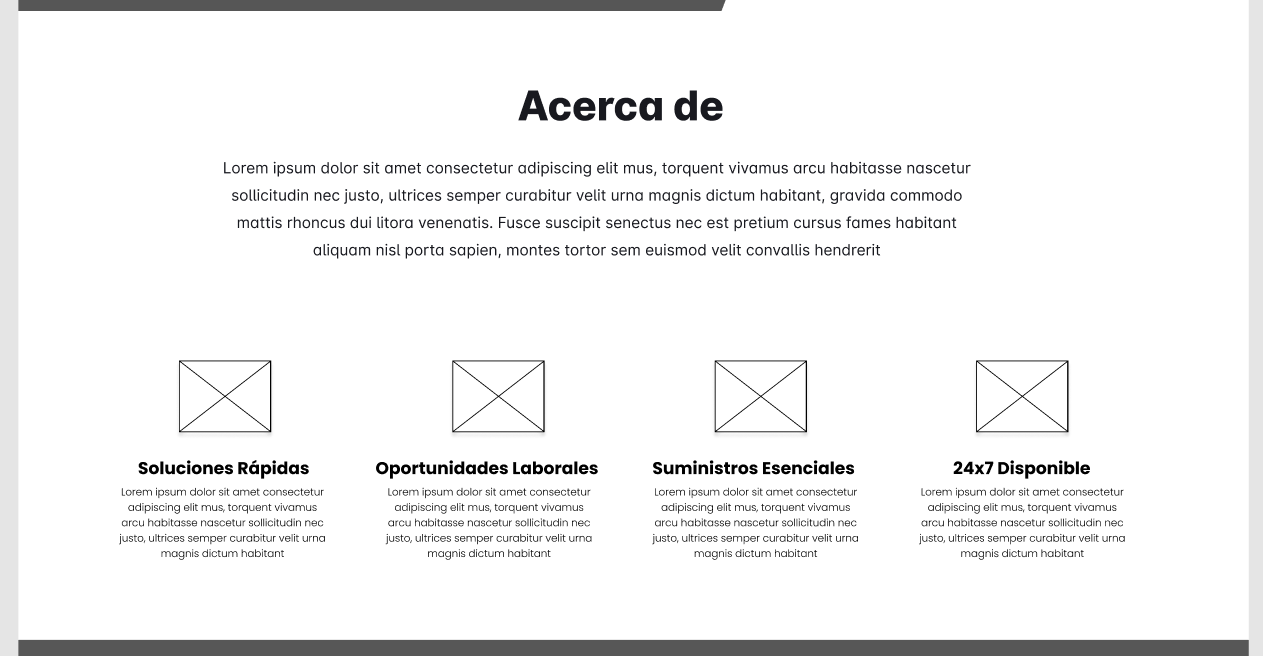 Acerca de
Lorem ipsum dolor sit amet consectetur adipiscing elit mus, torquent vivamus arcu habitasse nascetur
sollicitudin nec justo, ultrices semper curabitur velit urna magnis dictum habitant, gravida commodo
mattis rhoncus dui litora venenatis. Fusce suscipit senectus nec est pretium cursus fames habitant
aliquam nisl porta sapien, montes tortor sem euismod velit convallis hendrerit
Soluciones Rápidas
Lorem ipsum dolor sit amet consectetur
adipiscing elit mus, torquent vivamus
arcu habitasse nascetur sollicitudin nec
justo, ultrices semper curabitur velit urna
magnis dictum habitant
Oportunidades Laborales
Lorem ipsum dolor sit amet consectetur
adipiscing elit mus, torquent vivamus
arcu habitasse nascetur sollicitudin nec
justo, ultrices semper curabitur velit urna
magnis dictum habitant
Suministros Esenciales
Lorem ipsum dolor sit amet consectetur
adipiscing elit mus, torquent vivamus
arcu habitasse nascetur sollicitudin nec
justo, ultrices semper curabitur velit urna
magnis dictum habitant
24x7 Disponible
Lorem ipsum dolor sit amet consectetur
adipiscing elit mus, torquent vivamus
arcu habitasse nascetur sollicitudin nec
justo, ultrices semper curabitur velit urna
magnis dictum habitant